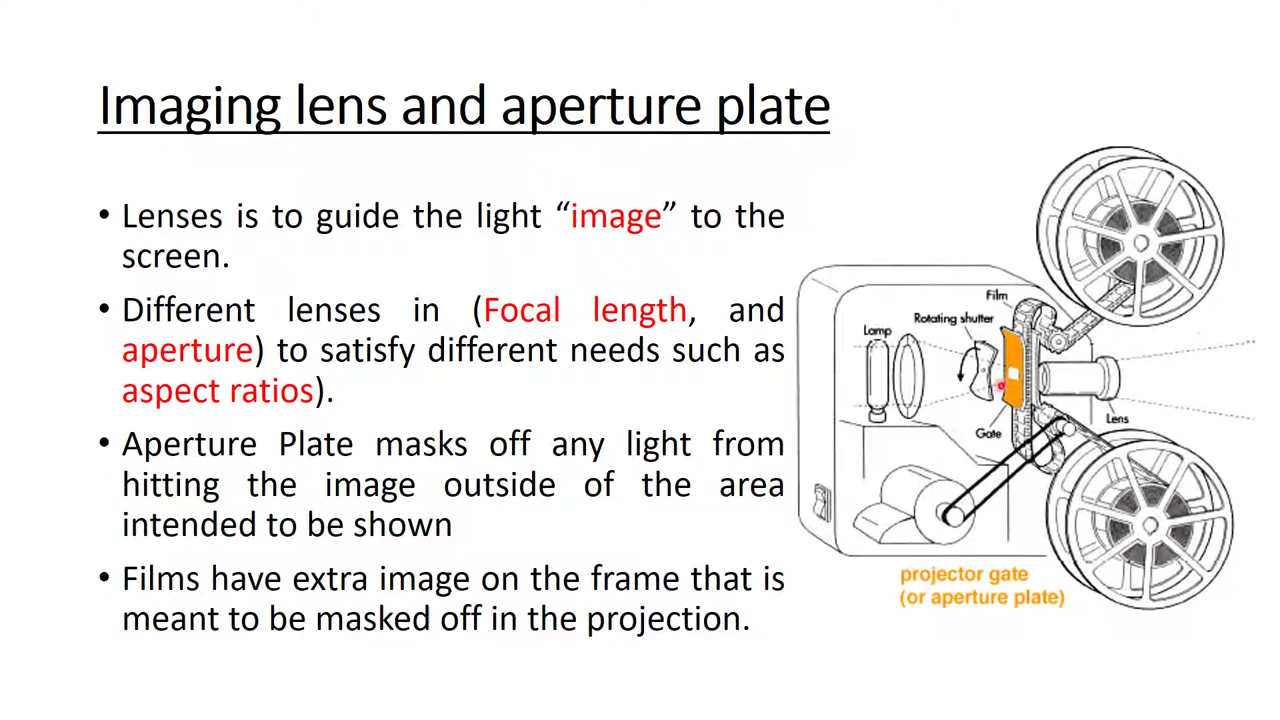 Imaging lens and aperture plate
• Lenses is to guide the light “image” to the
screen.
• Different lenses in (Focal length, and
aperture) to satisfy different needs such as
aspect ratios).
• Aperture Plate masks off any light from
hitting the image outside of the area
intended to be shown
• Films have extra image on the frame that is
meant to be masked off in the projection.
Film
Rotating shutter
Lamp
Lens
Gate
projector gate
(or aperture plate)